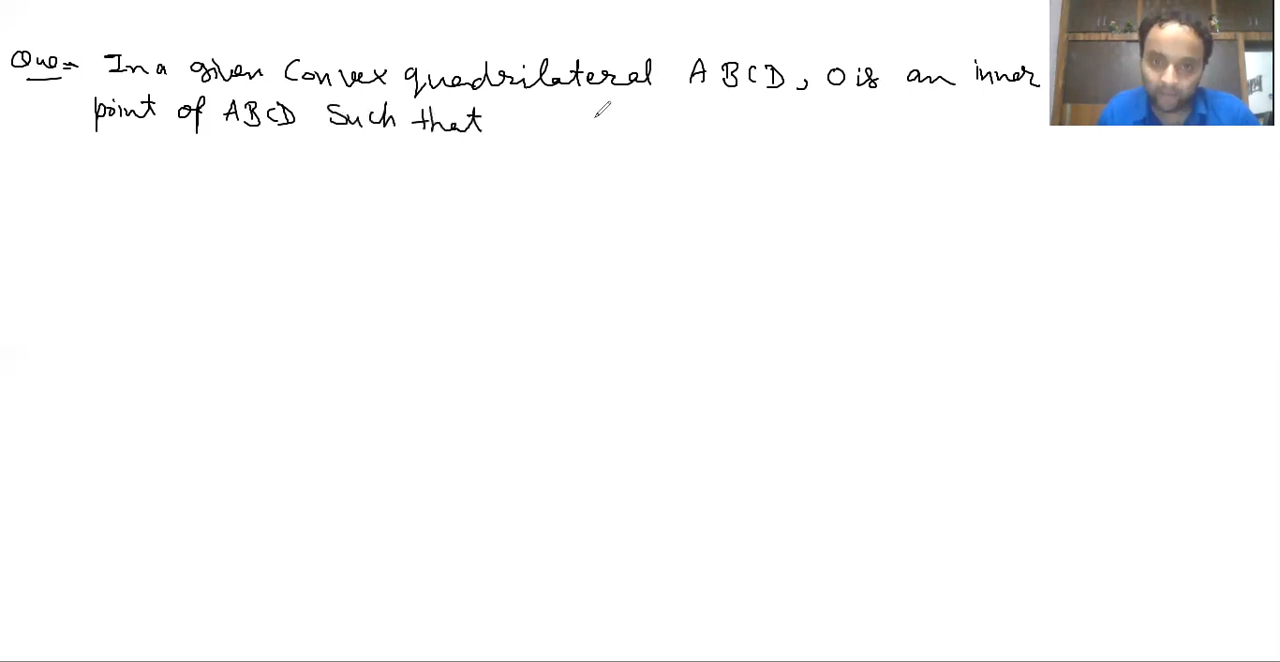 Que= In a given Convex quadrilateral ABCD, O is an inner
point of ABCD Such that